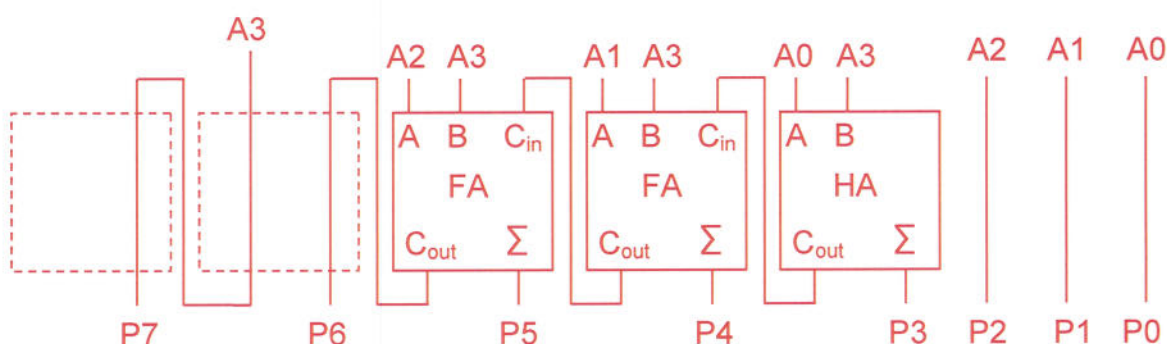 A3
A2 A3 A1 A3 A0 A3 A2 A1 A0
A B Cin A B Cin A B
FA FA HA
Cout Σ Cout Σ Cout Σ
P7 P6 P5 P4 P3 P2 P1 P0